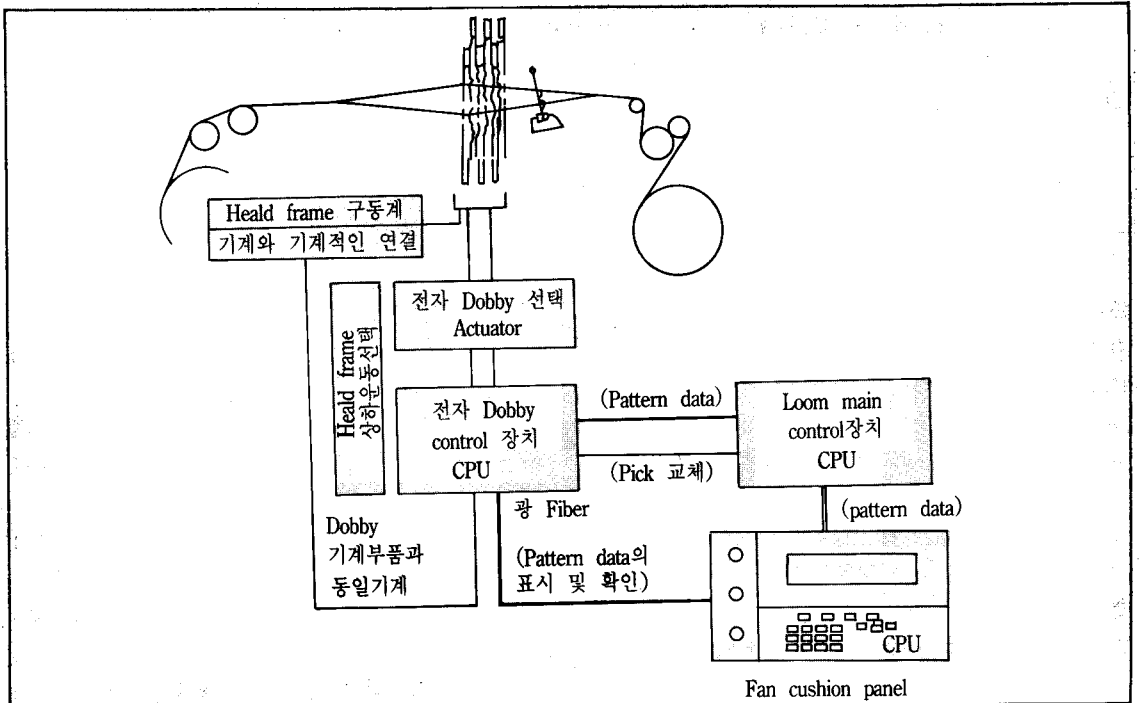 Heald frame 구동계
기계와 기계적인 연결
전자 Dobby 선택
Actuator
Heald frame
상하운동선택
전자 Dobby
control 장치
CPU
(Pattern data)
(Pick 교체)
Loom main
control장치
CPU
광 Fiber
(pattern data)
Dobby
기계부품과
동일기계
(Pattern data의
표시 및 확인)
CPU
Fan cushion panel